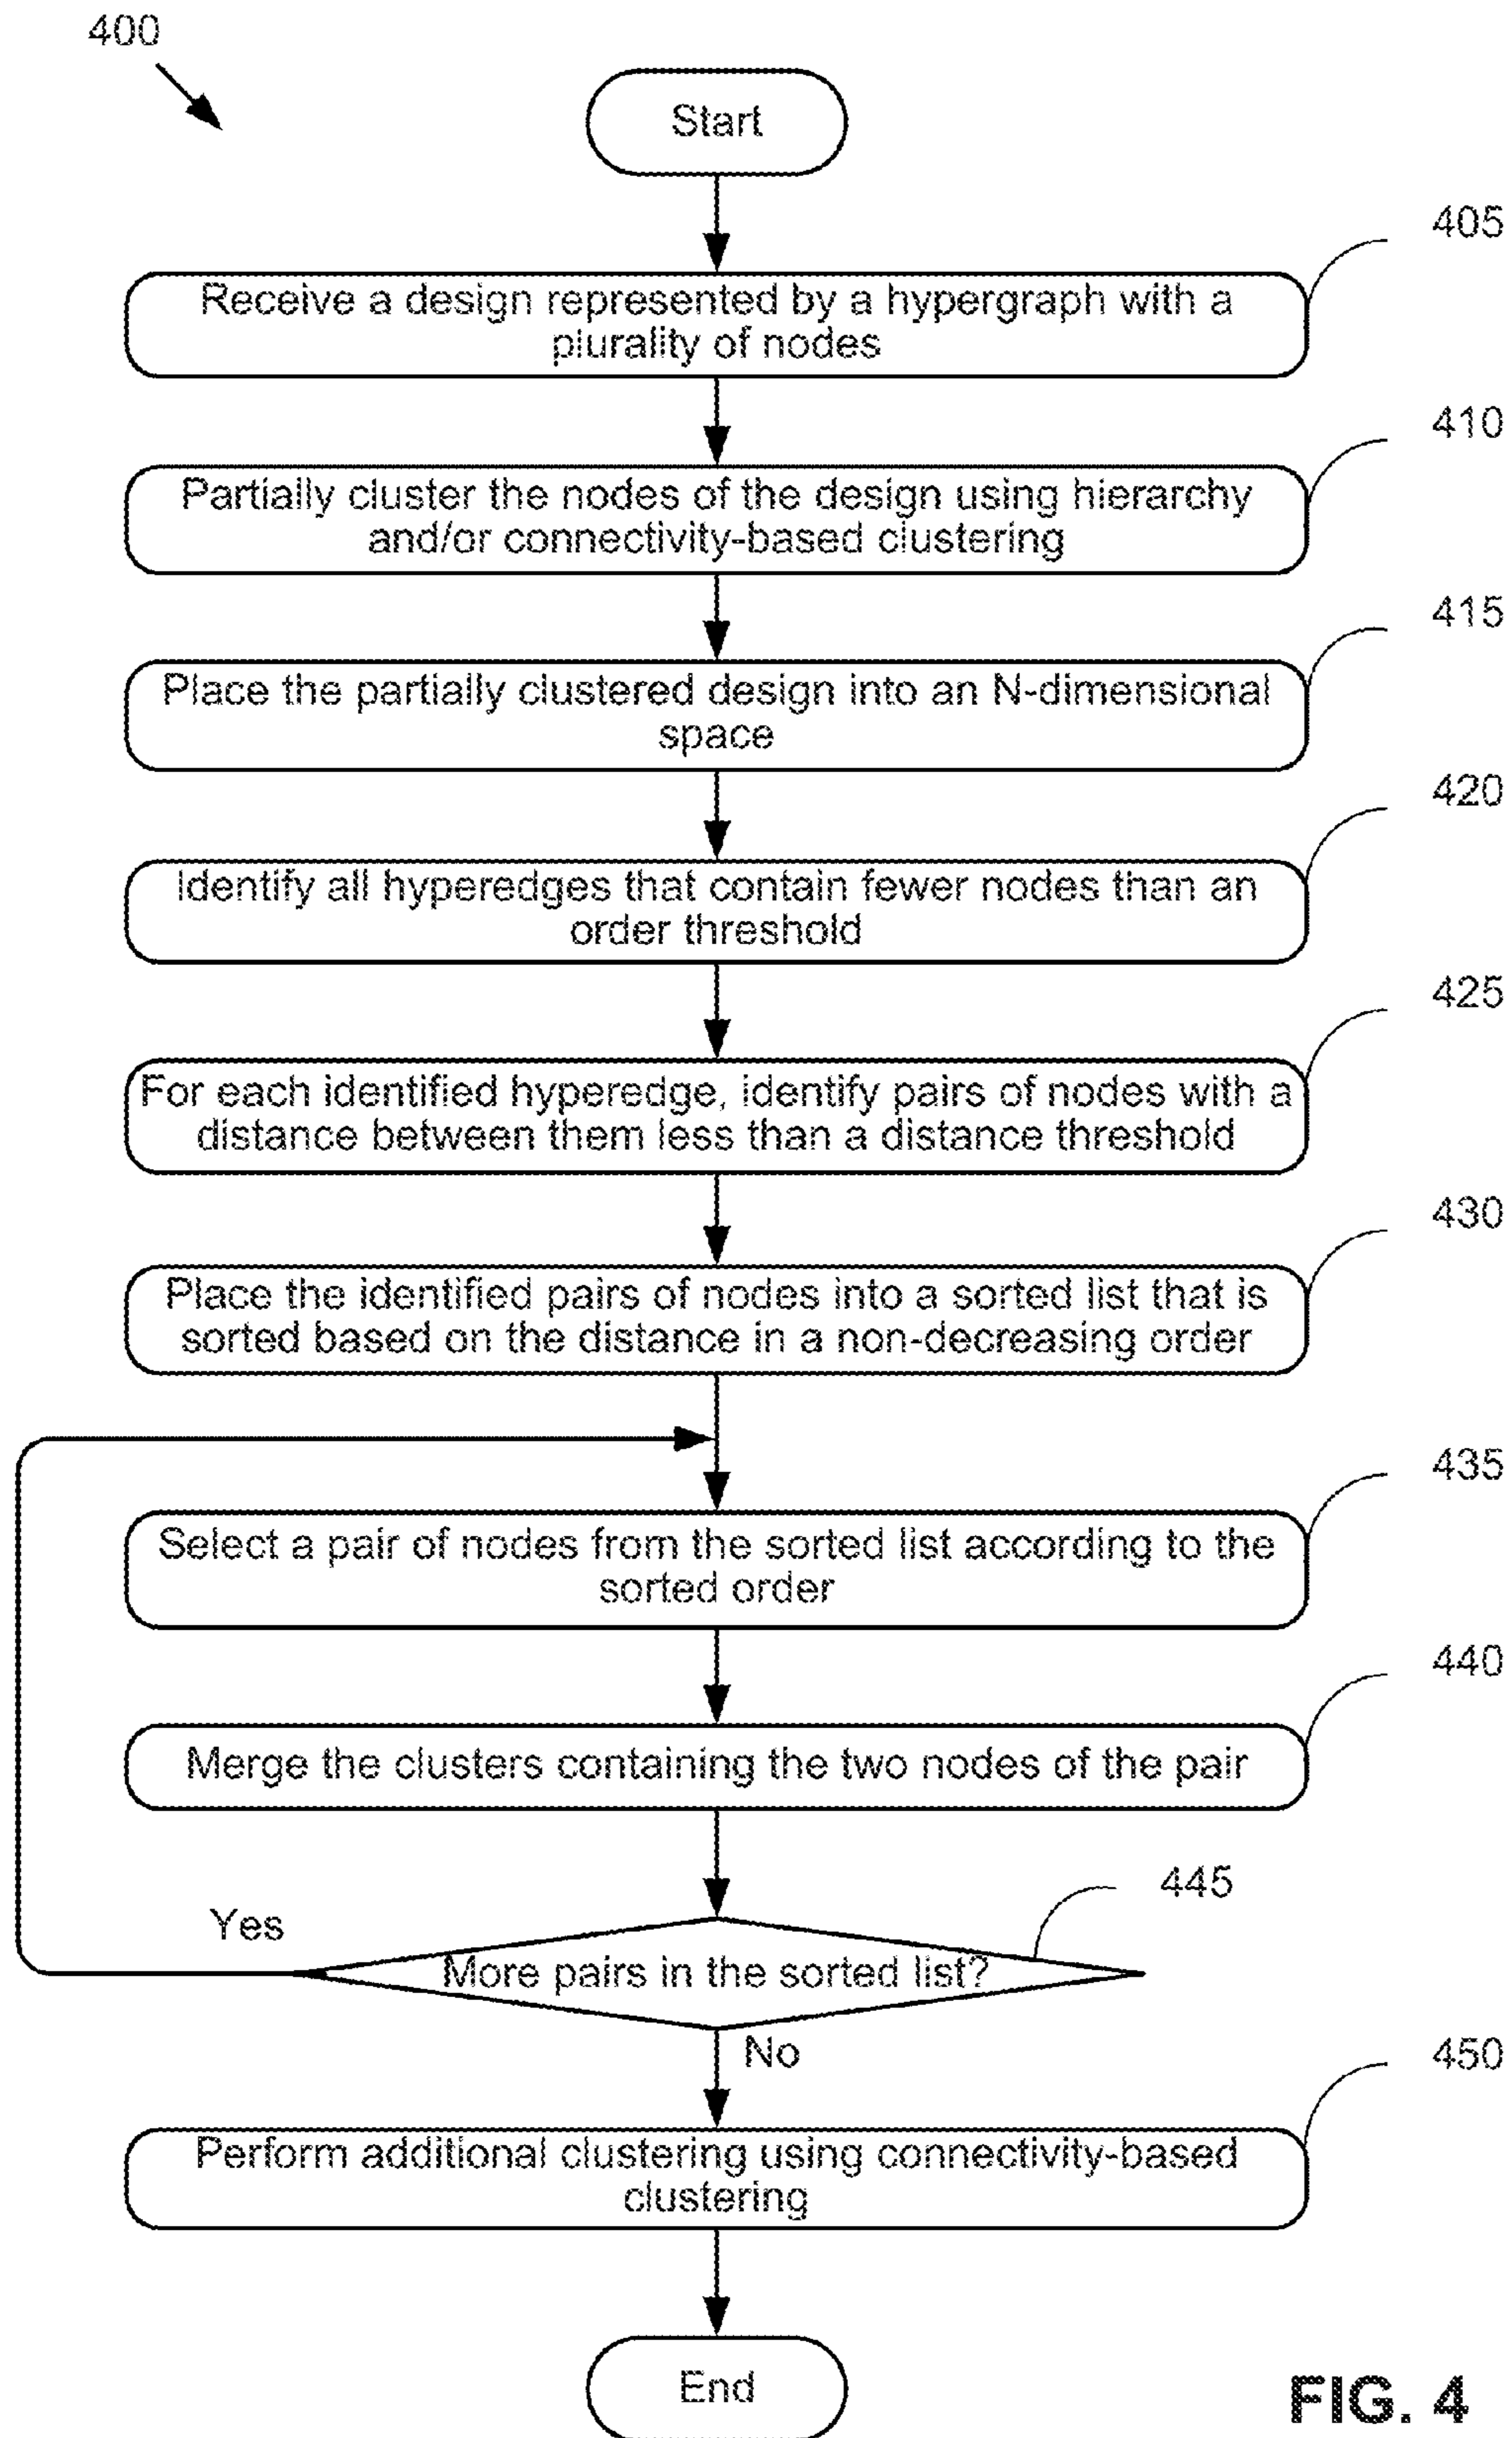 400
Start
405
Receive a design represented by a hypergraph with a
plurality of nodes
410
Partially cluster the nodes of the design using hierarchy
and/or connectivity-based clustering
415
Place the partially clustered design into an N-dimensional
space
420
Identify all hyperedges that contain fewer nodes than an
order threshold
425
For each identified hyperedge, identify pairs of nodes with a
distance between them less than a distance threshold
430
Place the identified pairs of nodes into a sorted list that is
sorted based on the distance in a non-decreasing order
435
Select a pair of nodes from the sorted list according to the
sorted order
440
Merge the clusters containing the two nodes of the pair
445
Yes
More pairs in the sorted list?
No
450
Perform additional clustering using connectivity-based
clustering
End
FIG. 4